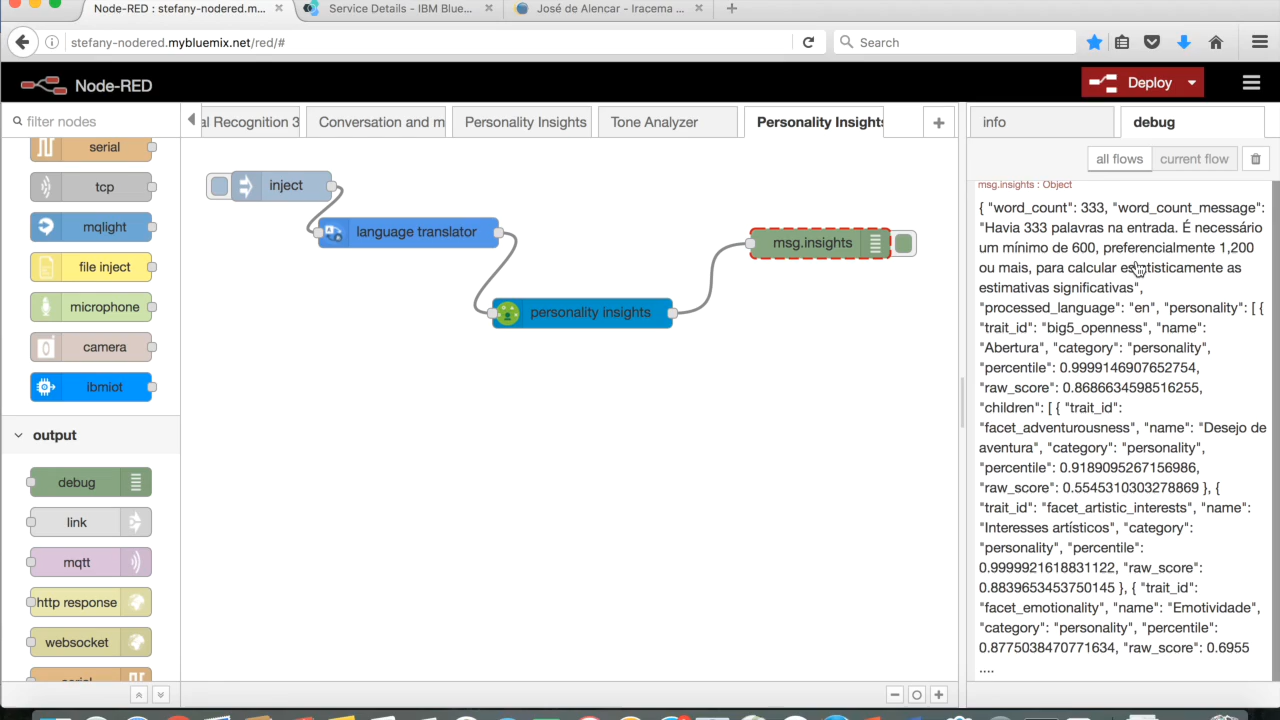 Node-RED : stefany-nodered.m...
Service Details - IBM Blue...
José de Alencar - Iracema ...
stefany-nodered.mybluemix.net/red/#
Search
Node-RED
Deploy
filter nodes
al Recognition 3
Conversation and m
Personality Insights
Tone Analyzer
Personality Insights
info
debug
all flows
current flow
serial
tcp
mqlight
file inject
microphone
camera
ibmiot
output
debug
link
mqtt
http response
websocket
serial
inject
language translator
personality insights
msg.insights
msg.insights : Object
{ "word_count": 333, "word_count_message":
"Havia 333 palavras na entrada. É necessário
um mínimo de 600, preferencialmente 1,200
ou mais, para calcular estatisticamente as
estimativas significativas",
"processed_language": "en", "personality": [ {
"trait_id": "big5_openness", "name":
"Abertura", "category": "personality",
"percentile": 0.9999146907652754,
"raw_score": 0.8686634598516255,
"children": [ { "trait_id":
"facet_adventurousness", "name": "Desejo de
aventura", "category": "personality",
"percentile": 0.9189095267156986,
"raw_score": 0.5545310303278869 }, {
"trait_id": "facet_artistic_interests", "name":
"Interesses artísticos", "category":
"personality", "percentile":
0.9999921618831122, "raw_score":
0.8839653453750145 }, { "trait_id":
"facet_emotionality", "name": "Emotividade",
"category": "personality", "percentile":
0.8775038470771634, "raw_score": 0.6955
....